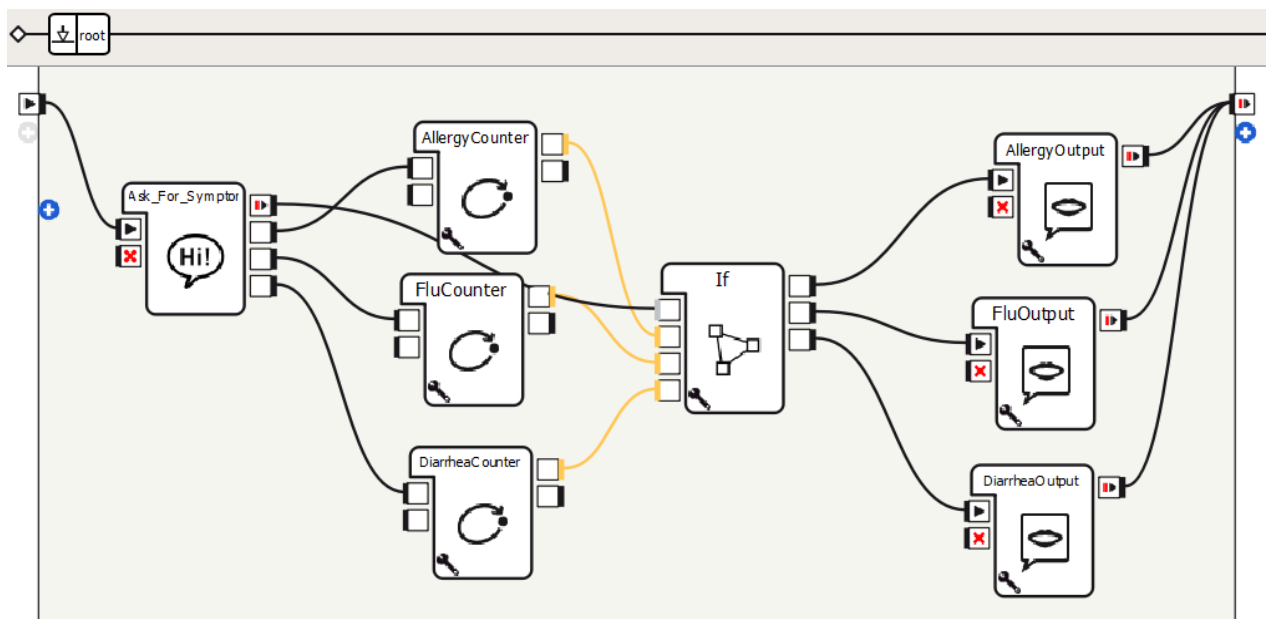 root
Ask_For_Symptor
Hi!
AllergyCounter
FluCounter
DiarrheaCounter
If
AllergyOutput
FluOutput
DiarrheaOutput